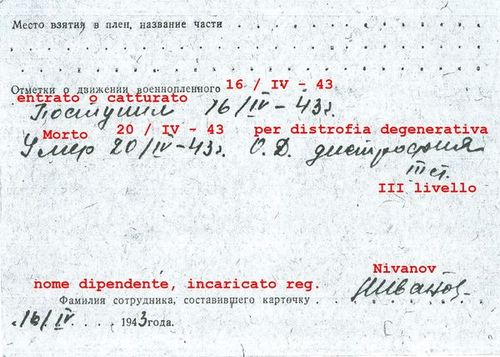 Место взятия в плен, название части
Отметки о движении военнопленного 16 / IV - 43
entrato o catturato
Поступил 16/IV – 43г.
Morto 20 / IV - 43 per distrofia degenerativa
Умер 20/IV-43г. О. Д. дистрофия
III ст.
III livello
nome dipendente, incaricato reg. Nivanov
Фамилия сотрудника, составившего карточку
16/IV 1943 года.